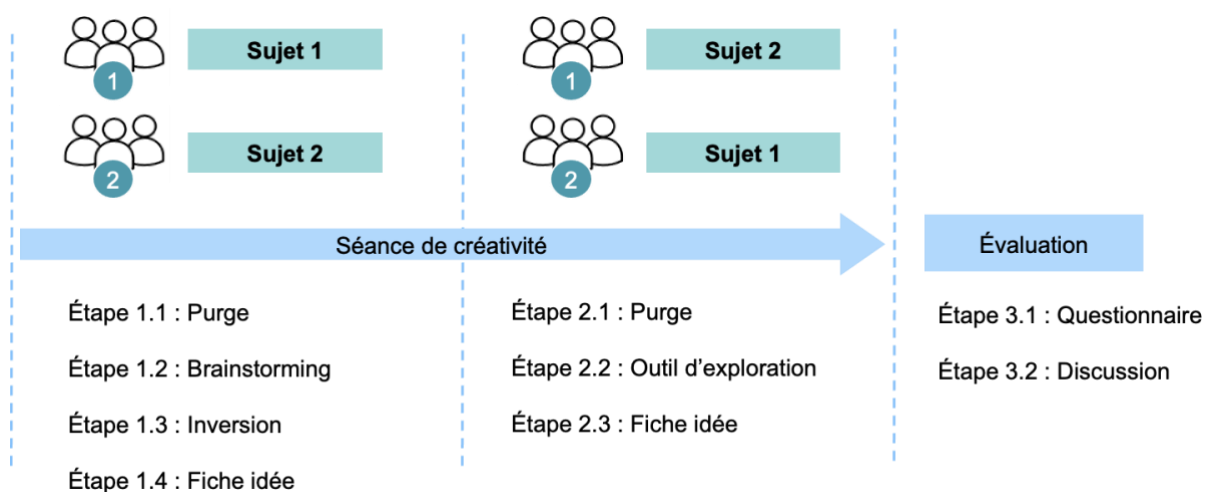 Sujet 1
1
Sujet 2
2
Sujet 2
1
Sujet 1
2
Séance de créativité
Évaluation
Étape 1.1 : Purge
Étape 1.2 : Brainstorming
Étape 1.3 : Inversion
Étape 1.4 : Fiche idée
Étape 2.1 : Purge
Étape 2.2 : Outil d’exploration
Étape 2.3 : Fiche idée
Étape 3.1 : Questionnaire
Étape 3.2 : Discussion